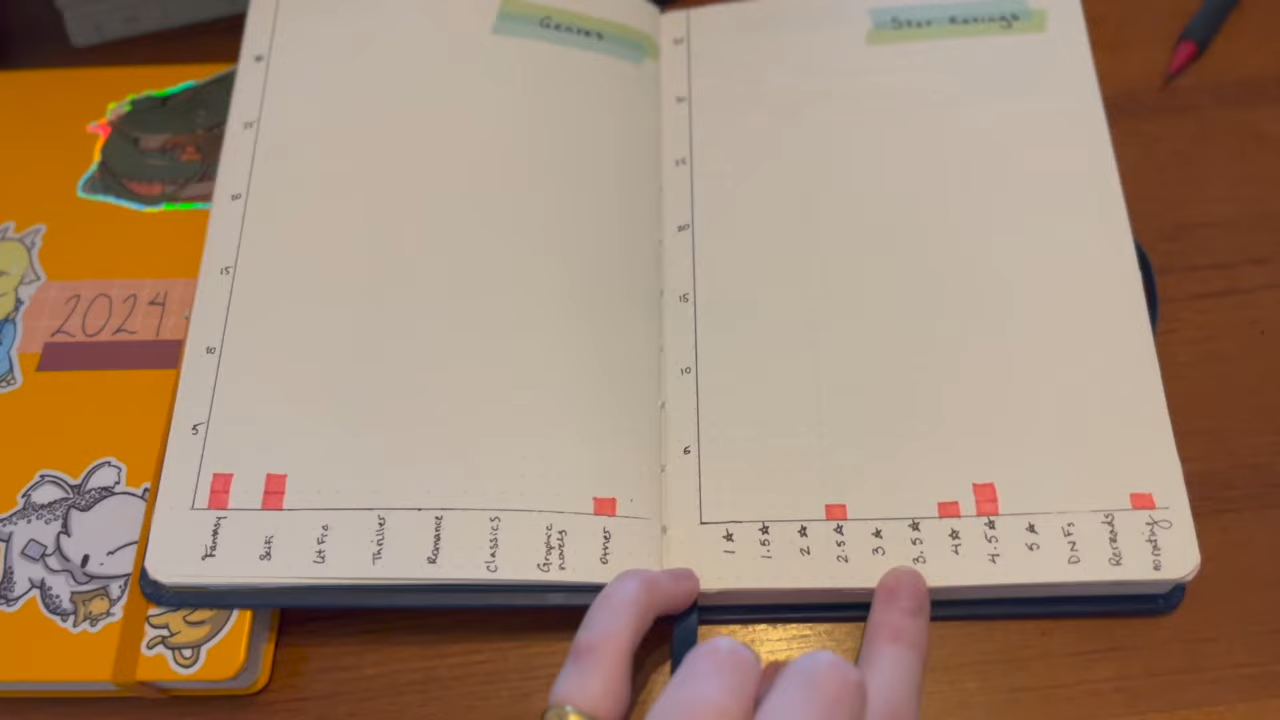 2024
Genres
30
25
20
15
10
5
Fantasy
SciFi
Lit Fic
Thriller
Romance
Classics
Graphic
novels
Other
Star Ratings
30
25
20
15
10
5
1 ☆
1.5 ☆
2 ☆
2.5 ☆
3 ☆
3.5 ☆
4 ☆
4.5 ☆
5 ☆
DNFs
Rereads
no rating